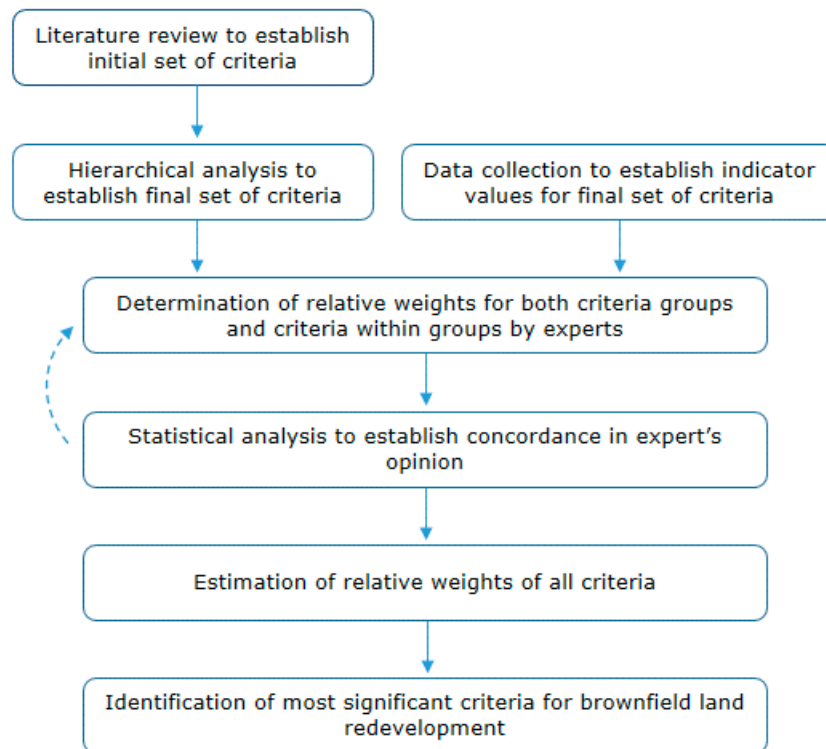 Literature review to establish
initial set of criteria
Hierarchical analysis to
establish final set of criteria
Data collection to establish indicator
values for final set of criteria
Determination of relative weights for both criteria groups
and criteria within groups by experts
Statistical analysis to establish concordance in expert’s
opinion
Estimation of relative weights of all criteria
Identification of most significant criteria for brownfield land
redevelopment